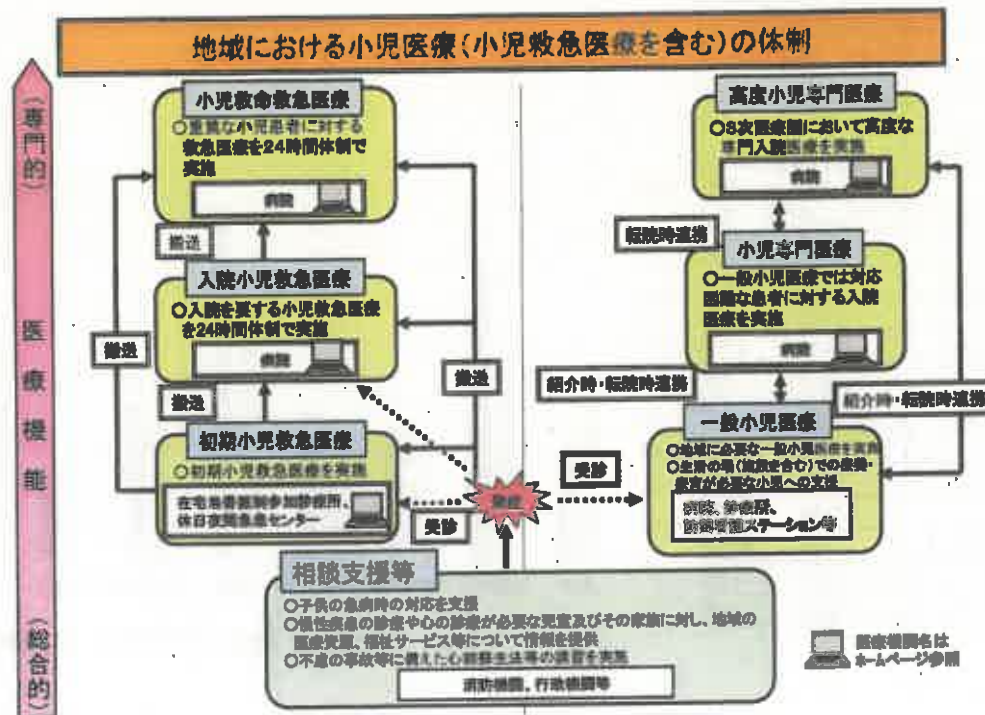 地域における小児医療(小児救急医療を含む)の体制
(専門的)
医療機能
(総合的)
小児救命救急医療
○重篤な小児患者に対する
救急医療を24時間体制で
実施
病院
搬送
入院小児救急医療
○入院を要する小児救急医療
を24時間体制で実施
病院
搬送
搬送
搬送
初期小児救急医療
○初期小児救急医療を実施
在宅当番医制参加診療所、
休日夜間急患センター
受診
発症
受診
高度小児専門医療
○3次医療圏において高度な
専門入院医療を実施
病院
転院時連携
小児専門医療
○一般小児医療では対応
困難な患者に対する入院
医療を実施
病院
紹介時・転院時連携
紹介時・転院時連携
一般小児医療
○地域に必要な一般小児医療を実施
○生活の場(施設を含む)での療養・
療育が必要な小児への支援
病院、診療所、
訪問看護ステーション等
相談支援等
○子供の急病時の対応を支援
○慢性疾患の診療や心の診療が必要な児童及びその家族に対し、地域の
医療資源、福祉サービス等について情報を提供
○不慮の事故等に備えた心肺蘇生法等の講習を実施
消防機関、行政機関等
医療機関名は
ホームページ参照